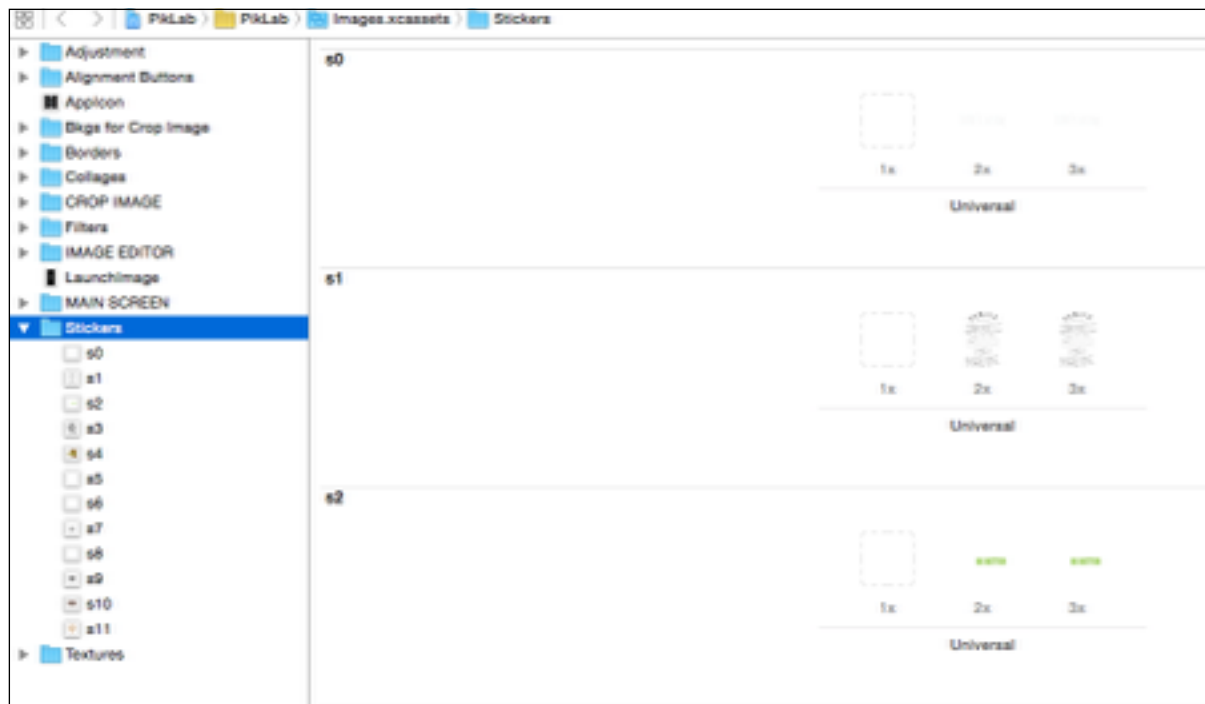 PikLab PikLab Images.xcassets Stickers
Adjustment
Alignment Buttons
AppIcon
Bkgs for Crop Image
Borders
Collages
CROP IMAGE
Filters
IMAGE EDITOR
LaunchImage
MAIN SCREEN
Stickers
s0
s1
s2
s3
s4
s5
s6
s7
s8
s9
s10
s11
Textures
s0
1x 2x 3x
Universal
s1
1x 2x 3x
Universal
s2
1x 2x 3x
Universal